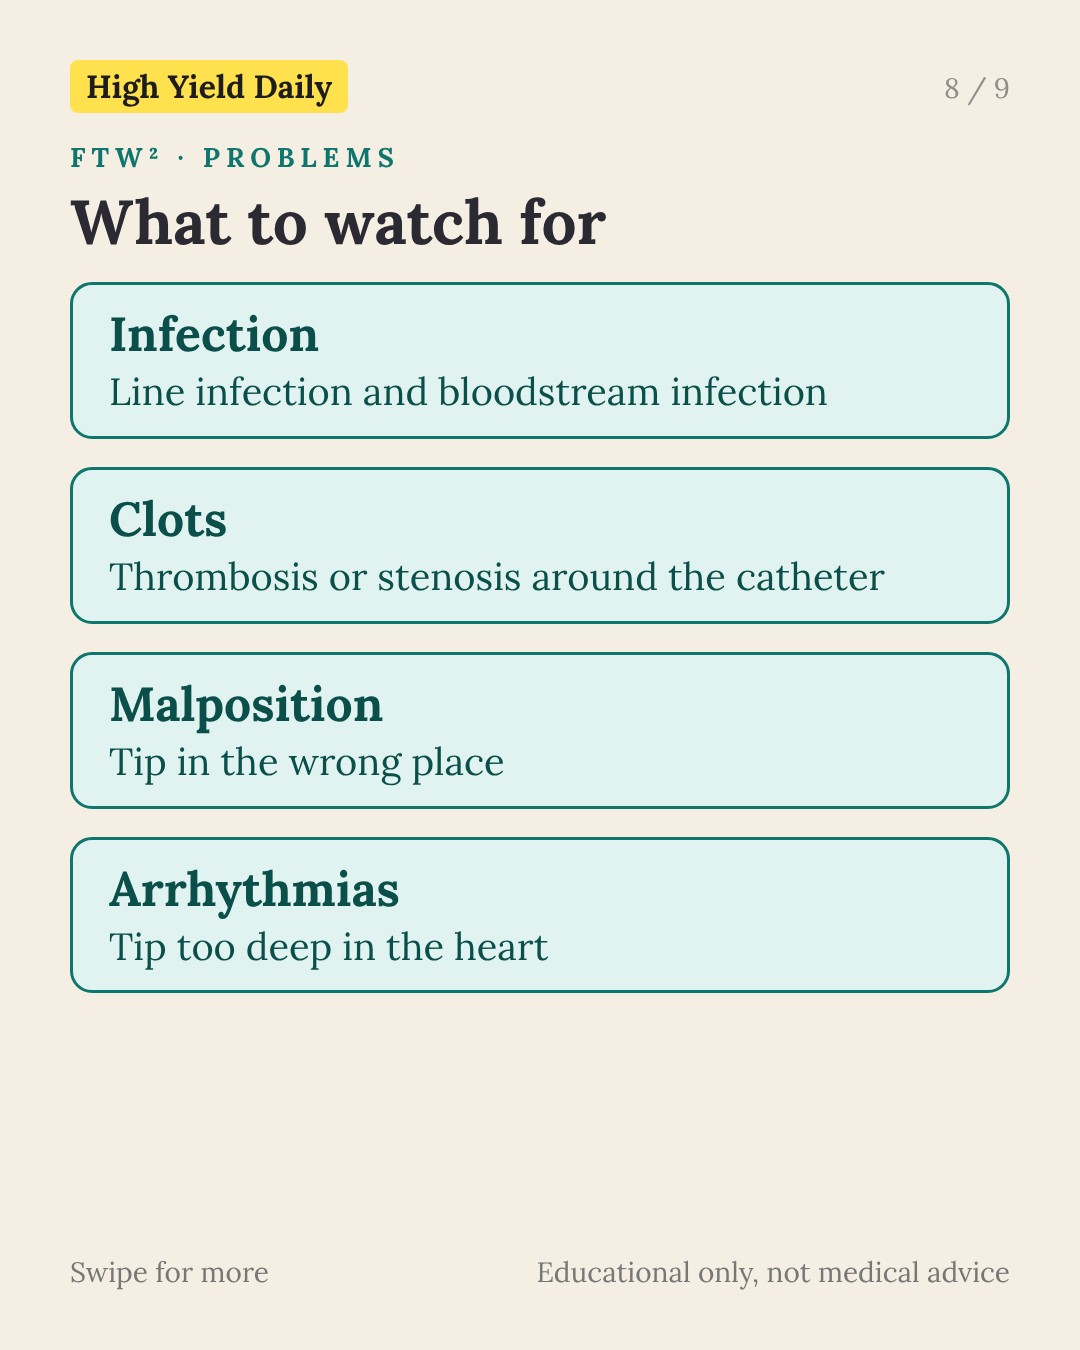 High Yield Daily
8 / 9
FTW² · PROBLEMS
What to watch for
Infection
Line infection and bloodstream infection
Clots
Thrombosis or stenosis around the catheter
Malposition
Tip in the wrong place
Arrhythmias
Tip too deep in the heart
Swipe for more
Educational only, not medical advice